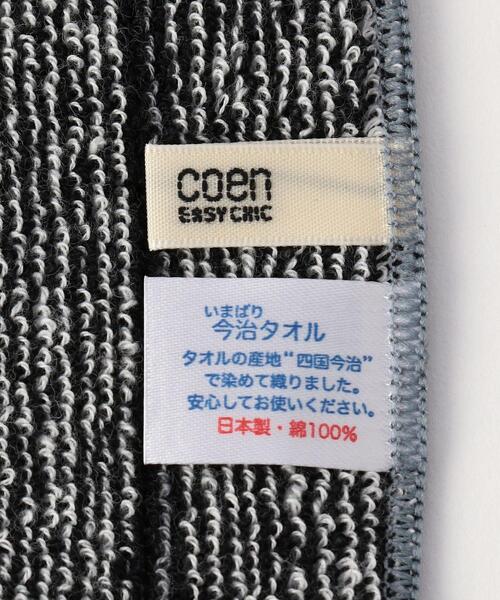 coen
EASY CHIC
いまばり
今治タオル
タオルの産地“四国今治”
で染めて織りました。
安心してお使いください。
日本製・綿100%